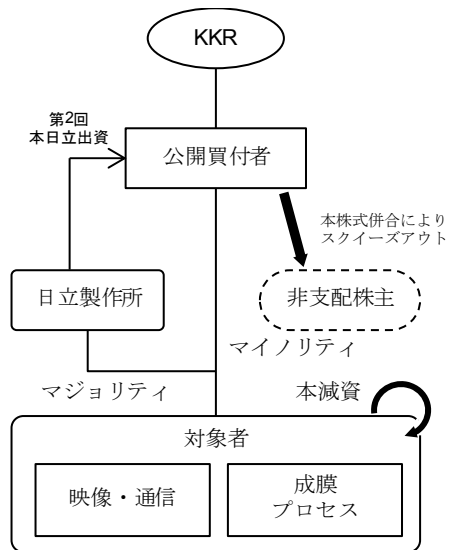 KKR
第2回
本日立出資
公開買付者
本株式併合により
スクイーズアウト
日立製作所
非支配株主
マイノリティ
マジョリティ
本減資
対象者
映像・通信
成膜
プロセス